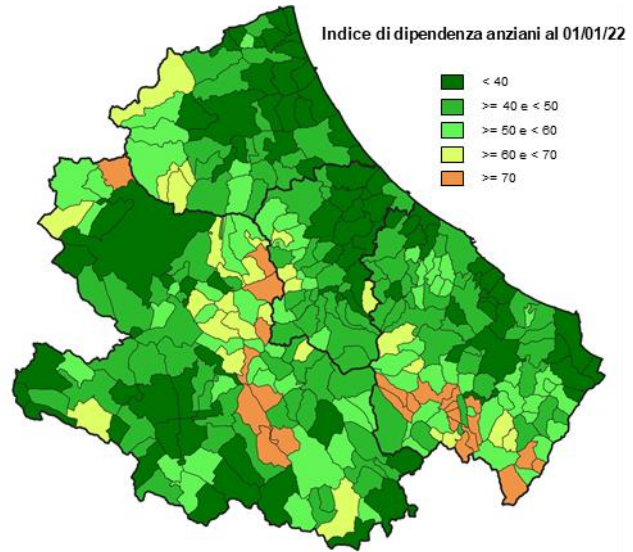 Indice di dipendenza anziani al 01/01/22
< 40
>= 40 e < 50
>= 50 e < 60
>= 60 e < 70
>= 70